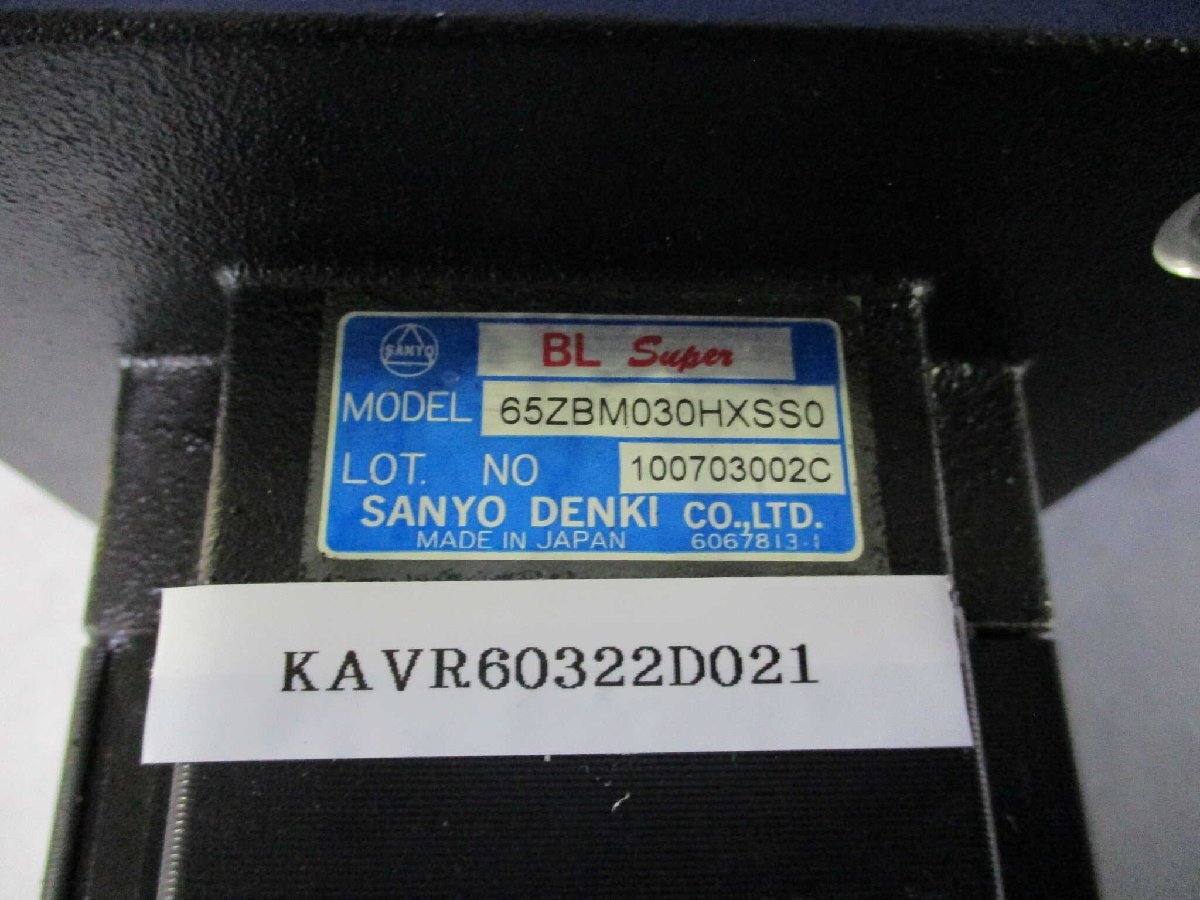 SANYO
BL Super
MODEL 65ZBM030HXSS0
LOT. NO 100703002C
SANYO DENKI CO.,LTD.
MADE IN JAPAN 6067813-1
KAVR60322D021